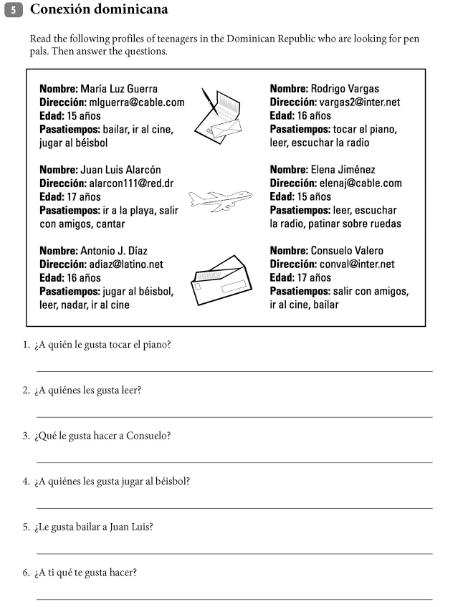 5 Conexión dominicana
Read the following profiles of teenagers in the Dominican Republic who are looking for pen
pals. Then answer the questions.
Nombre: María Luz Guerra
Dirección: mlguerra@cable.com
Edad: 15 años
Pasatiempos: bailar, ir al cine,
jugar al béisbol
Nombre: Rodrigo Vargas
Dirección: vargas2@inter.net
Edad: 16 años
Pasatiempos: tocar el piano,
leer, escuchar la radio
Nombre: Juan Luis Alarcón
Dirección: alarcon111@red.dr
Edad: 17 años
Pasatiempos: ir a la playa, salir
con amigos, cantar
Nombre: Elena Jiménez
Dirección: elenaj@cable.com
Edad: 15 años
Pasatiempos: leer, escuchar
la radio, patinar sobre ruedas
Nombre: Antonio J. Díaz
Dirección: adiaz@latino.net
Edad: 16 años
Pasatiempos: jugar al béisbol,
leer, nadar, ir al cine
Nombre: Consuelo Valero
Dirección: conval@inter.net
Edad: 17 años
Pasatiempos: salir con amigos,
ir al cine, bailar
1. ¿A quién le gusta tocar el piano?
2. ¿A quiénes les gusta leer?
3. ¿Qué le gusta hacer a Consuelo?
4. ¿A quiénes les gusta jugar al béisbol?
5. ¿Le gusta bailar a Juan Luis?
6. ¿A ti qué te gusta hacer?